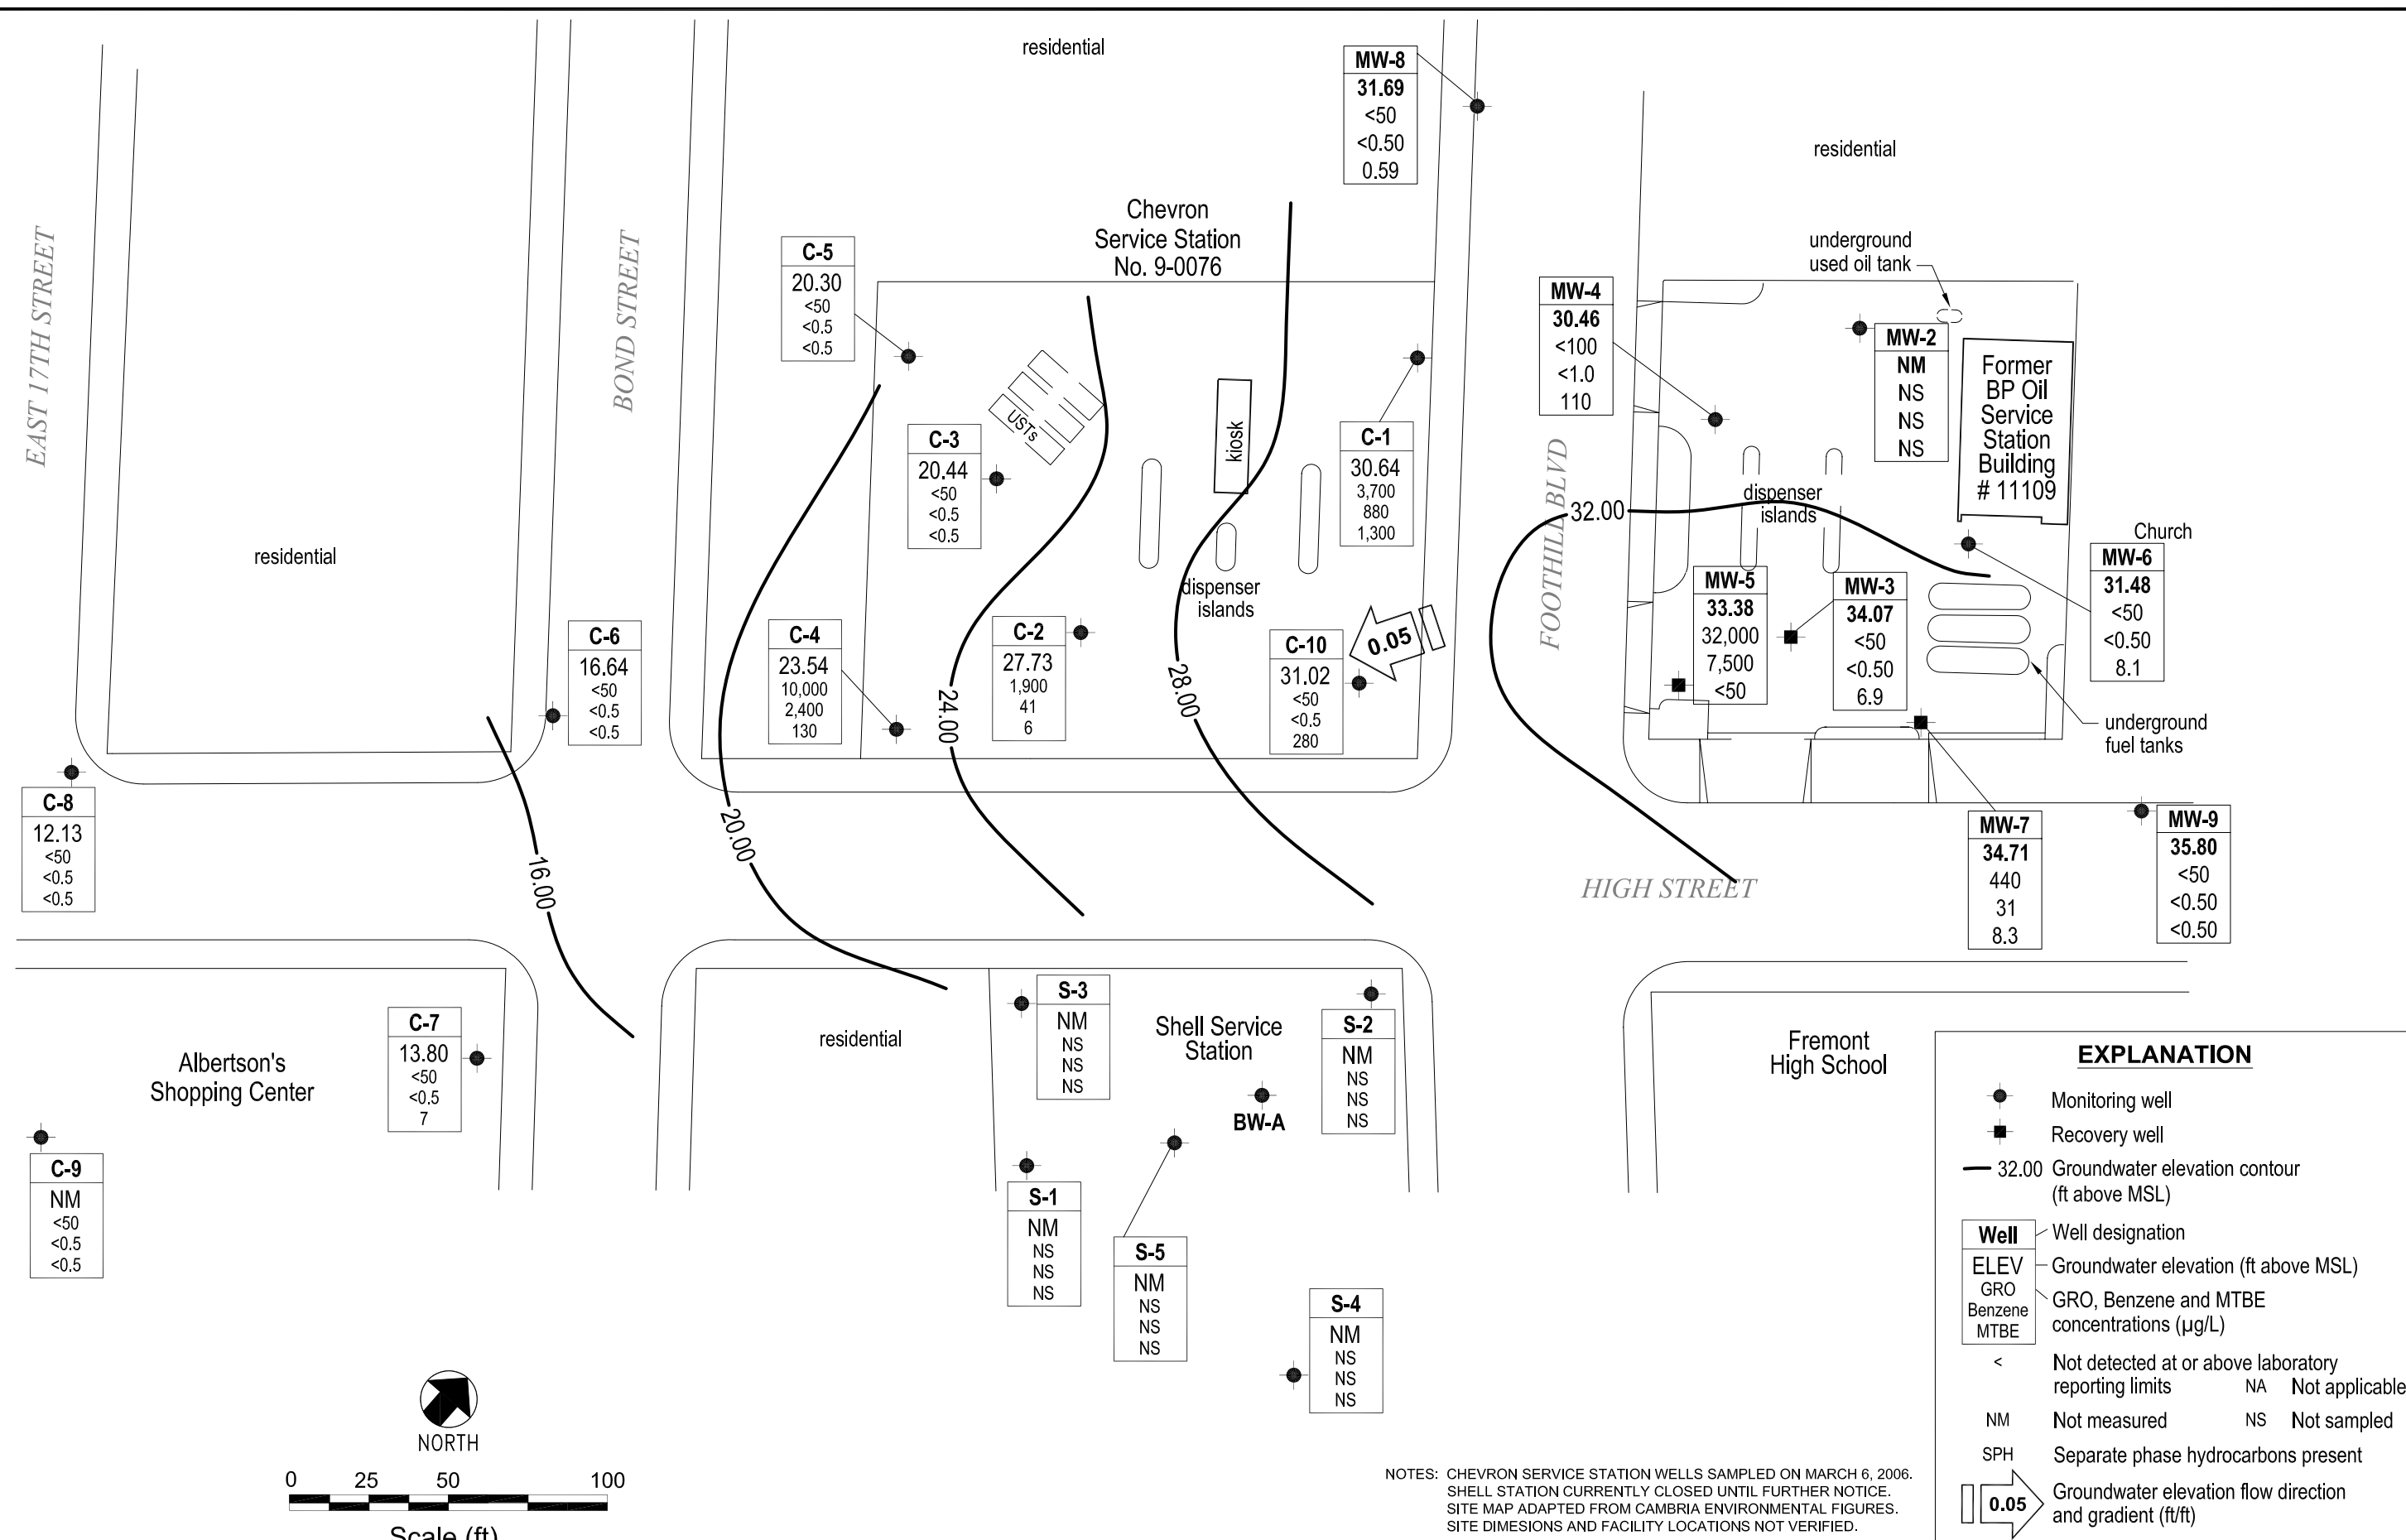 residential
MW-8
31.69
<50
<0.50
0.59
residential
Chevron
Service Station
No. 9-0076
EAST 17TH STREET
BOND STREET
C-5
20.30
<50
<0.5
<0.5
underground
used oil tank
MW-4
30.46
<100
<1.0
110
MW-2
NM
NS
NS
NS
Former
BP Oil
Service
Station
Building
# 11109
USTs
kiosk
C-3
20.44
<50
<0.5
<0.5
C-1
30.64
3,700
880
1,300
FOOTHILL BLVD
32.00
dispenser
islands
Church
residential
MW-6
31.48
<50
<0.50
8.1
MW-5
33.38
32,000
7,500
<50
MW-3
34.07
<50
<0.50
6.9
dispenser
islands
C-6
16.64
<50
<0.5
<0.5
C-4
23.54
10,000
2,400
130
C-2
27.73
1,900
41
6
C-10
31.02
<50
<0.5
280
0.05
28.00
24.00
20.00
16.00
underground
fuel tanks
C-8
12.13
<50
<0.5
<0.5
MW-7
34.71
440
31
8.3
MW-9
35.80
<50
<0.50
<0.50
HIGH STREET
S-3
NM
NS
NS
NS
Shell Service
Station
S-2
NM
NS
NS
NS
C-7
13.80
<50
<0.5
7
residential
Albertson's
Shopping Center
BW-A
Fremont
High School
C-9
NM
<50
<0.5
<0.5
S-1
NM
NS
NS
NS
S-5
NM
NS
NS
NS
S-4
NM
NS
NS
NS
EXPLANATION
Monitoring well
Recovery well
32.00 Groundwater elevation contour
(ft above MSL)
Well Well designation
ELEV Groundwater elevation (ft above MSL)
GRO GRO, Benzene and MTBE
Benzene concentrations (µg/L)
MTBE
< Not detected at or above laboratory
reporting limits NA Not applicable
NM Not measured NS Not sampled
SPH Separate phase hydrocarbons present
0.05 Groundwater elevation flow direction
and gradient (ft/ft)
NORTH
0 25 50 100
Scale (ft)
NOTES: CHEVRON SERVICE STATION WELLS SAMPLED ON MARCH 6, 2006.
SHELL STATION CURRENTLY CLOSED UNTIL FURTHER NOTICE.
SITE MAP ADAPTED FROM CAMBRIA ENVIRONMENTAL FIGURES.
SITE DIMESIONS AND FACILITY LOCATIONS NOT VERIFIED.